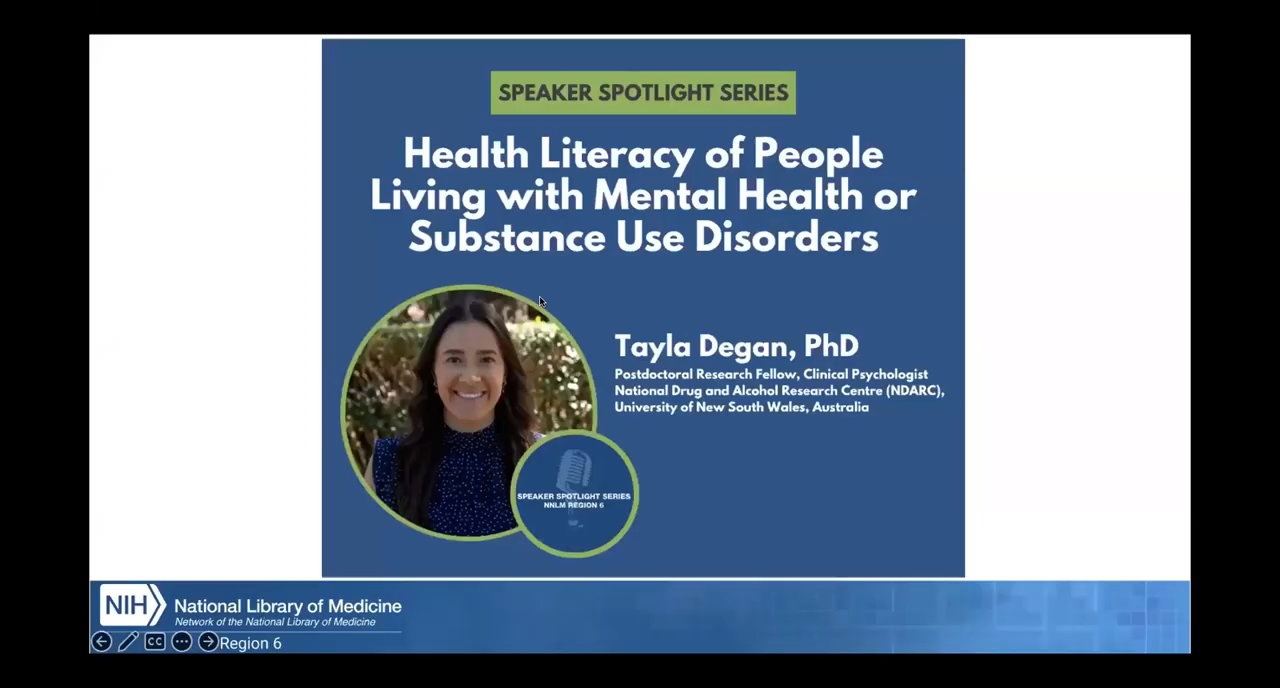 SPEAKER SPOTLIGHT SERIES
Health Literacy of People
Living with Mental Health or
Substance Use Disorders
Tayla Degan, PhD
Postdoctoral Research Fellow, Clinical Psychologist
National Drug and Alcohol Research Centre (NDARC),
University of New South Wales, Australia
SPEAKER SPOTLIGHT SERIES
NNLM REGION 6
NIH
National Library of Medicine
Network of the National Library of Medicine
CC
Region 6